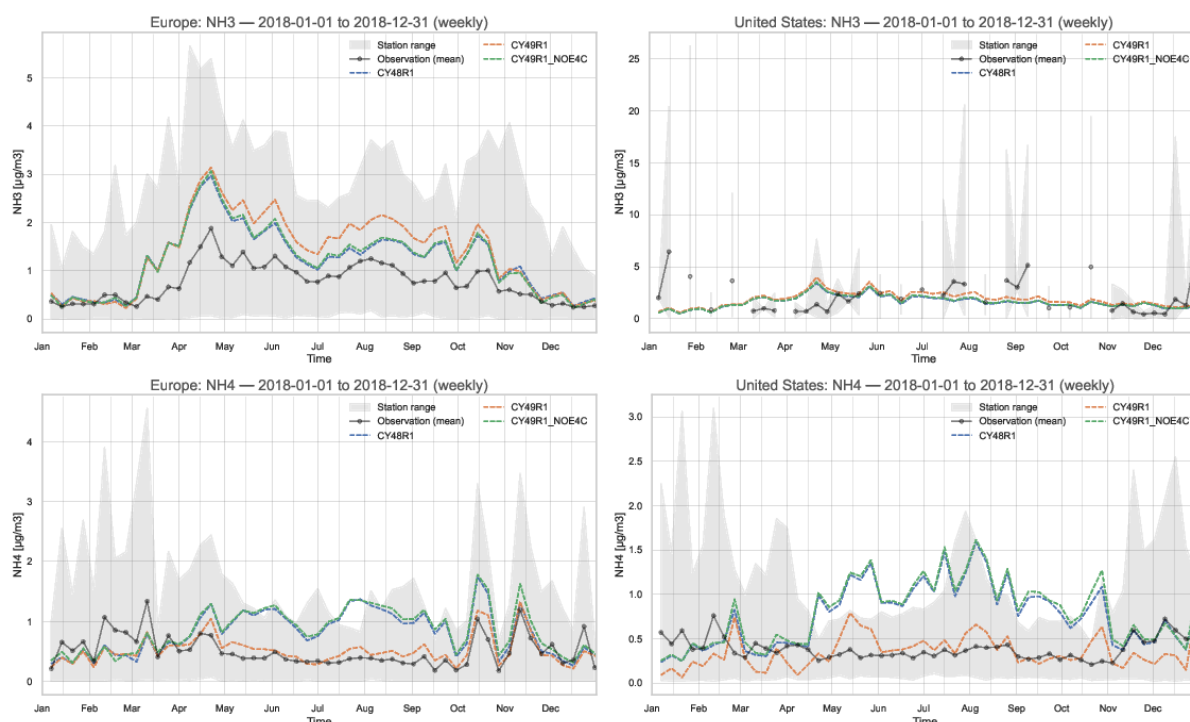 Europe: NH3 — 2018-01-01 to 2018-12-31 (weekly)
Station range
Observation (mean)
CY48R1
CY49R1
CY49R1_NOE4C
NH3 [µg/m3]
5
4
3
2
1
0
Jan Feb Mar Apr May Jun Jul Aug Sep Oct Nov Dec
Time
United States: NH3 — 2018-01-01 to 2018-12-31 (weekly)
Station range
Observation (mean)
CY48R1
CY49R1
CY49R1_NOE4C
NH3 [µg/m3]
25
20
15
10
5
0
Jan Feb Mar Apr May Jun Jul Aug Sep Oct Nov Dec
Time
Europe: NH4 — 2018-01-01 to 2018-12-31 (weekly)
Station range
Observation (mean)
CY48R1
CY49R1
CY49R1_NOE4C
NH4 [µg/m3]
4
3
2
1
0
Jan Feb Mar Apr May Jun Jul Aug Sep Oct Nov Dec
Time
United States: NH4 — 2018-01-01 to 2018-12-31 (weekly)
Station range
Observation (mean)
CY48R1
CY49R1
CY49R1_NOE4C
NH4 [µg/m3]
3.0
2.5
2.0
1.5
1.0
0.5
0.0
Jan Feb Mar Apr May Jun Jul Aug Sep Oct Nov Dec
Time